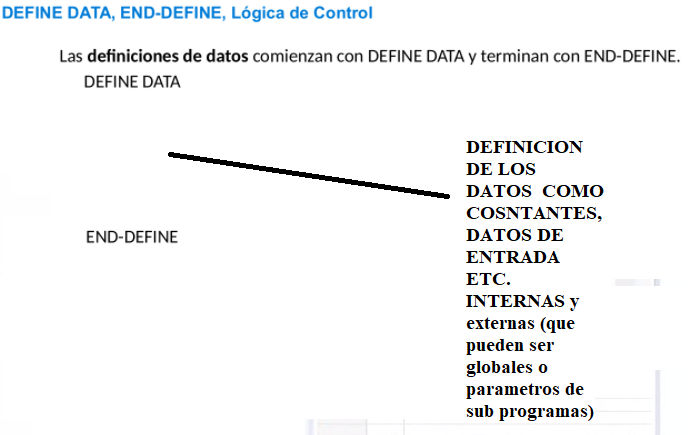 DEFINE DATA, END-DEFINE, Lógica de Control
Las definiciones de datos comienzan con DEFINE DATA y terminan con END-DEFINE.
DEFINE DATA
END-DEFINE
DEFINICION
DE LOS
DATOS COMO
COSNTANTES,
DATOS DE
ENTRADA
ETC.
INTERNAS y
externas (que
pueden ser
globales o
parametros de
sub programas)